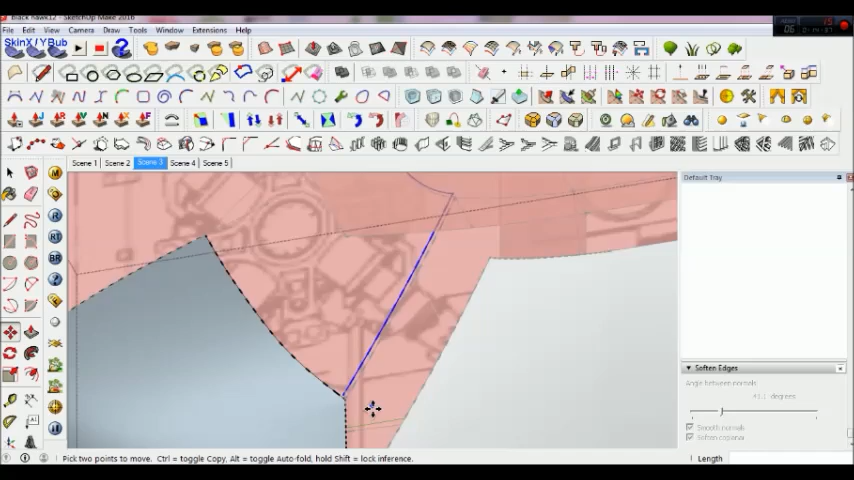 Black hawk12 - SketchUp Make 2016
File Edit View Camera Draw Tools Window Extensions Help
SkinX/YBub
Scene 1 Scene 2 Scene 3 Scene 4 Scene 5
Default Tray
M
R
RT
BR
Soften Edges
Angle between normals
degrees
Smooth normals
Soften coplanar
Pick two points to move. Ctrl = toggle Copy, Alt = toggle Auto-fold, hold Shift = lock inference.
Length